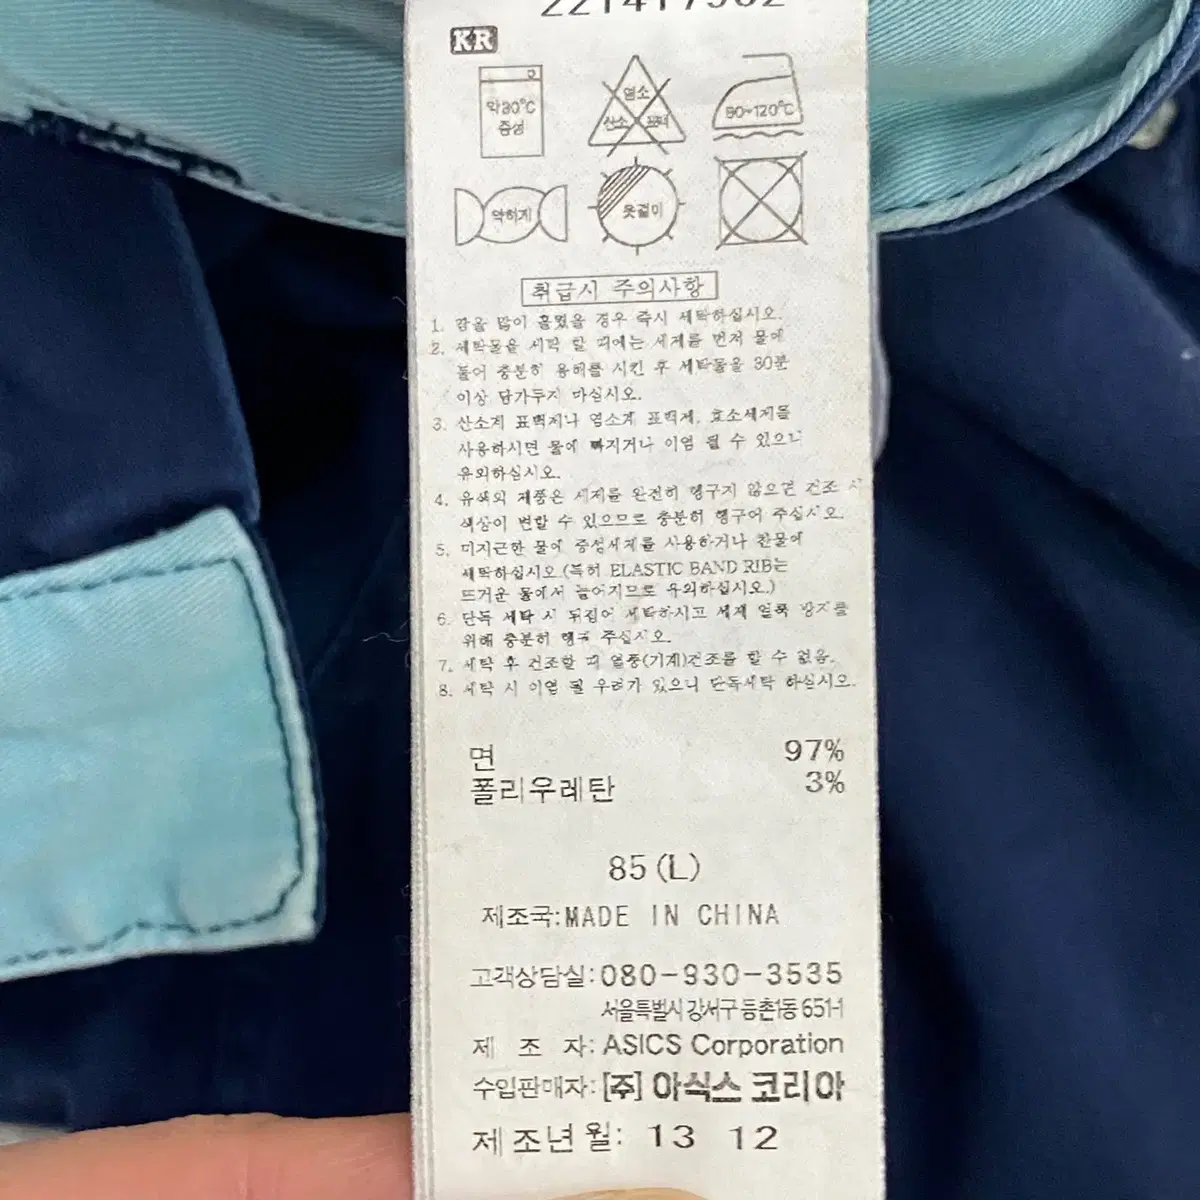 221417902
KR
약30℃
중성
염소
산소
표백
80~120℃
약하게
옷걸이
취급시 주의사항
1. 땀을 많이 흘렸을 경우 즉시 세탁하십시오.
2. 세탁물을 세탁 할 때에는 세제를 먼저 물에
풀어 충분히 용해를 시킨 후 세탁물을 30분
이상 담가두지 마십시오.
3. 산소계 표백제나 염소계 표백제, 효소세제를
사용하시면 물에 빠지거나 이염 될 수 있으니
유의하십시오.
4. 유색의 제품은 세제를 완전히 헹구지 않으면 건조 시
색상이 변할 수 있으므로 충분히 헹구어 주십시오.
5. 미지근한 물에 중성세제를 사용하거나 찬물에
세탁하십시오.(특히 ELASTIC BAND RIB는
뜨거운 물에서 늘어지므로 유의하십시오.)
6. 단독 세탁 시 뒤집어 세탁하시고 세제 얼룩 방지를
위해 충분히 헹궈 주십시오.
7. 세탁 후 건조할 때 열풍(기계)건조를 할 수 없음.
8. 세탁 시 이염 될 우려가 있으니 단독세탁 하십시오.
면 97%
폴리우레탄 3%
85(L)
제조국:MADE IN CHINA
고객상담실:080-930-3535
서울특별시 강서구 등촌1동 651-1
제 조 자: ASICS Corporation
수입판매자: [주] 아식스 코리아
제조년월: 13 12